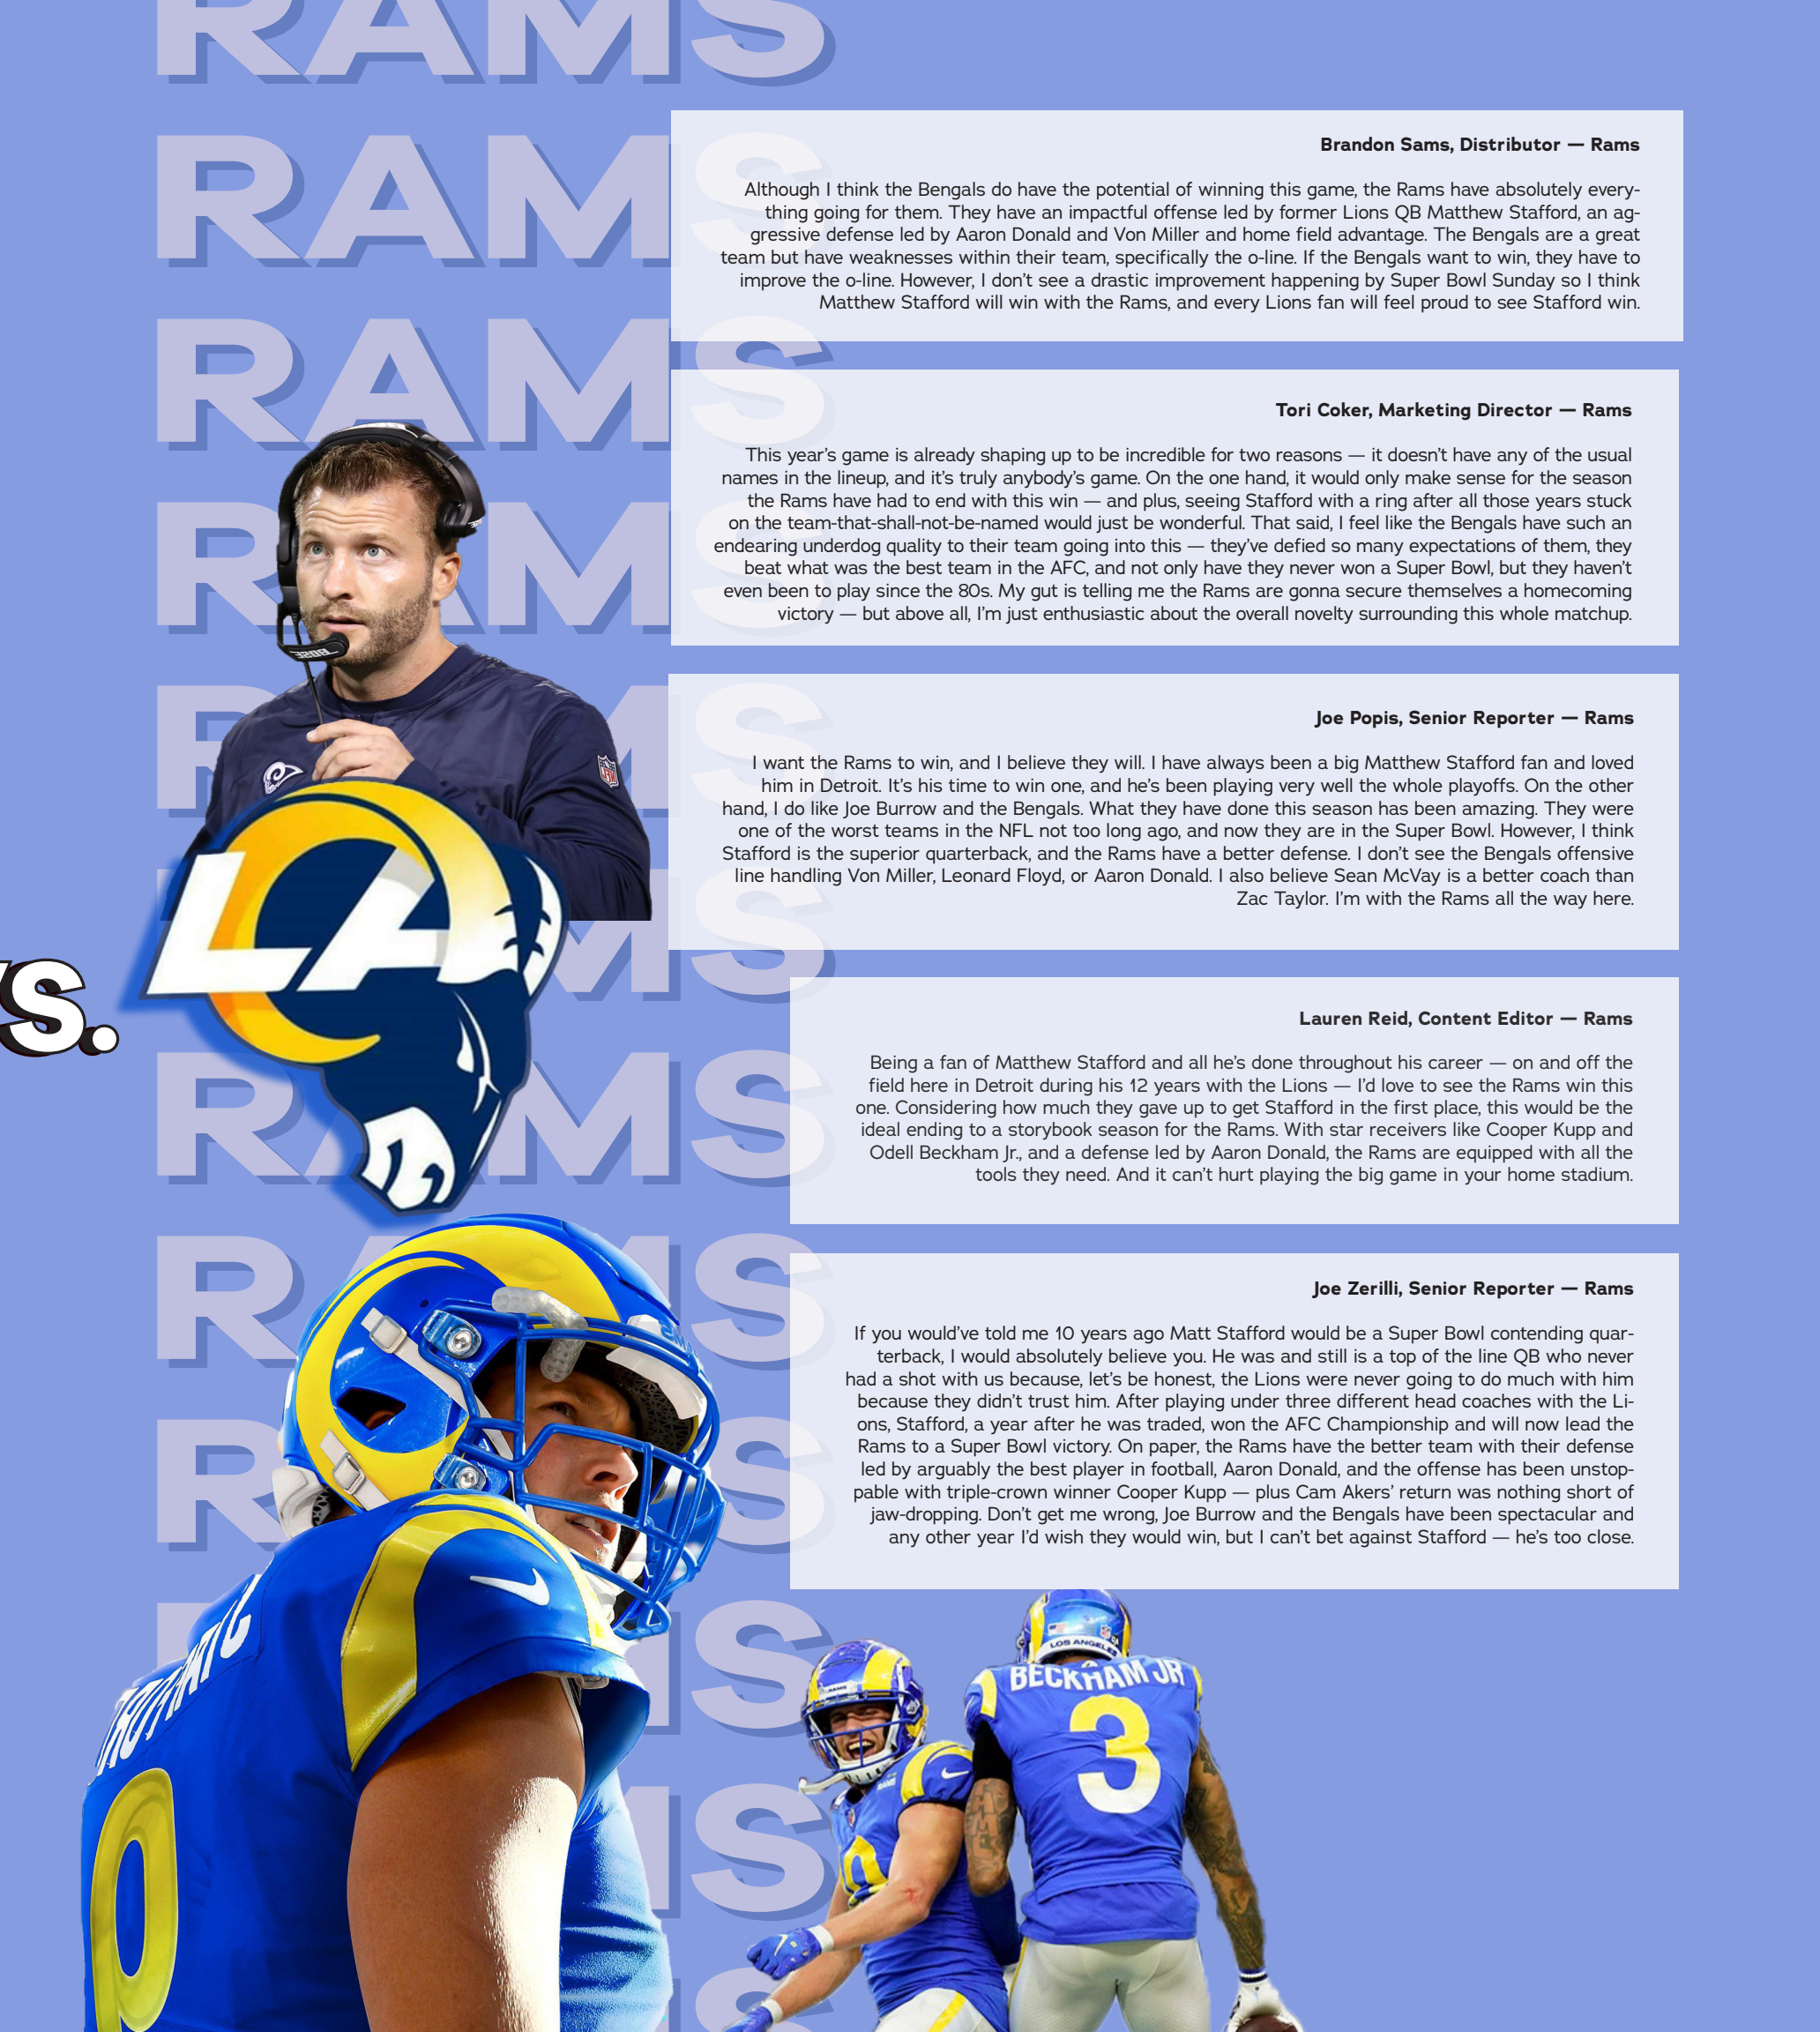 RAMS
RAMS
RAMS
RAMS
RAMS
RAMS
RAMS
RAMS
RAMS
Brandon Sams, Distributor — Rams
Although I think the Bengals do have the potential of winning this game, the Rams have absolutely every-
thing going for them. They have an impactful offense led by former Lions QB Matthew Stafford, an ag-
gressive defense led by Aaron Donald and Von Miller and home field advantage. The Bengals are a great
team but have weaknesses within their team, specifically the o-line. If the Bengals want to win, they have to
improve the o-line. However, I don't see a drastic improvement happening by Super Bowl Sunday so I think
Matthew Stafford will win with the Rams, and every Lions fan will feel proud to see Stafford win.
Tori Coker, Marketing Director — Rams
This year's game is already shaping up to be incredible for two reasons — it doesn't have any of the usual
names in the lineup, and it's truly anybody's game. On the one hand, it would only make sense for the season
the Rams have had to end with this win — and plus, seeing Stafford with a ring after all those years stuck
on the team-that-shall-not-be-named would just be wonderful. That said, I feel like the Bengals have such an
endearing underdog quality to their team going into this — they've defied so many expectations of them, they
beat what was the best team in the AFC, and not only have they never won a Super Bowl, but they haven't
even been to play since the 80s. My gut is telling me the Rams are gonna secure themselves a homecoming
victory — but above all, I'm just enthusiastic about the overall novelty surrounding this whole matchup.
Joe Popis, Senior Reporter — Rams
I want the Rams to win, and I believe they will. I have always been a big Matthew Stafford fan and loved
him in Detroit. It's his time to win one, and he's been playing very well the whole playoffs. On the other
hand, I do like Joe Burrow and the Bengals. What they have done this season has been amazing. They were
one of the worst teams in the NFL not too long ago, and now they are in the Super Bowl. However, I think
Stafford is the superior quarterback, and the Rams have a better defense. I don't see the Bengals offensive
line handling Von Miller, Leonard Floyd, or Aaron Donald. I also believe Sean McVay is a better coach than
Zac Taylor. I'm with the Rams all the way here.
LA
vs.
Lauren Reid, Content Editor — Rams
Being a fan of Matthew Stafford and all he's done throughout his career — on and off the
field here in Detroit during his 12 years with the Lions — I'd love to see the Rams win this
one. Considering how much they gave up to get Stafford in the first place, this would be the
ideal ending to a storybook season for the Rams. With star receivers like Cooper Kupp and
Odell Beckham Jr., and a defense led by Aaron Donald, the Rams are equipped with all the
tools they need. And it can't hurt playing the big game in your home stadium.
Joe Zerilli, Senior Reporter — Rams
If you would've told me 10 years ago Matt Stafford would be a Super Bowl contending quar-
terback, I would absolutely believe you. He was and still is a top of the line QB who never
had a shot with us because, let's be honest, the Lions were never going to do much with him
because they didn't trust him. After playing under three different head coaches with the Li-
ons, Stafford, a year after he was traded, won the AFC Championship and will now lead the
Rams to a Super Bowl victory. On paper, the Rams have the better team with their defense
led by arguably the best player in football, Aaron Donald, and the offense has been unstop-
pable with triple-crown winner Cooper Kupp — plus Cam Akers' return was nothing short of
jaw-dropping. Don't get me wrong, Joe Burrow and the Bengals have been spectacular and
any other year I'd wish they would win, but I can't bet against Stafford — he's too close.
LOS ANGELES
BECKHAM JR
3